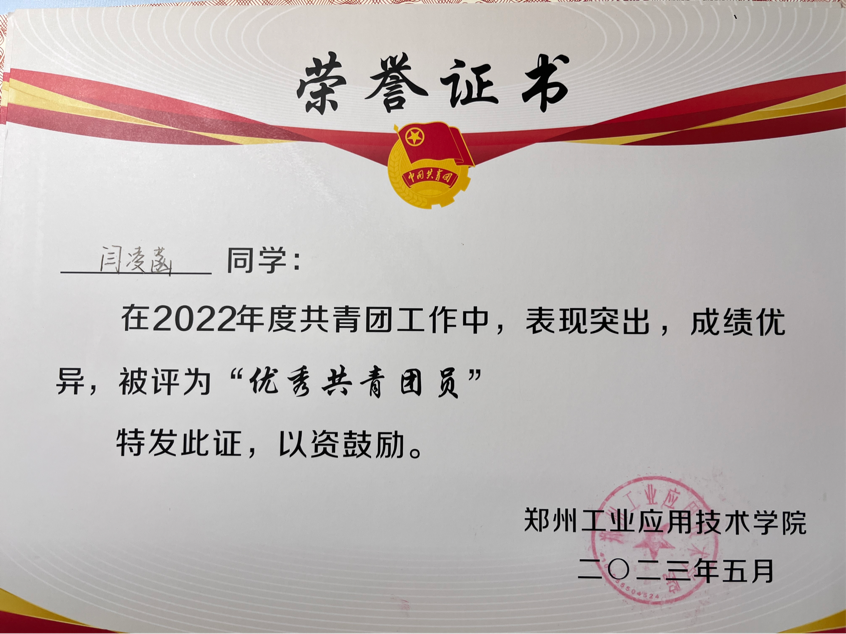 荣誉证书
中国共青团
闫凌菡 同学：
在2022年度共青团工作中，表现突出，成绩优
异，被评为“优秀共青团员”
特发此证，以资鼓励。
郑州工业应用技术学院
二〇二三年五月